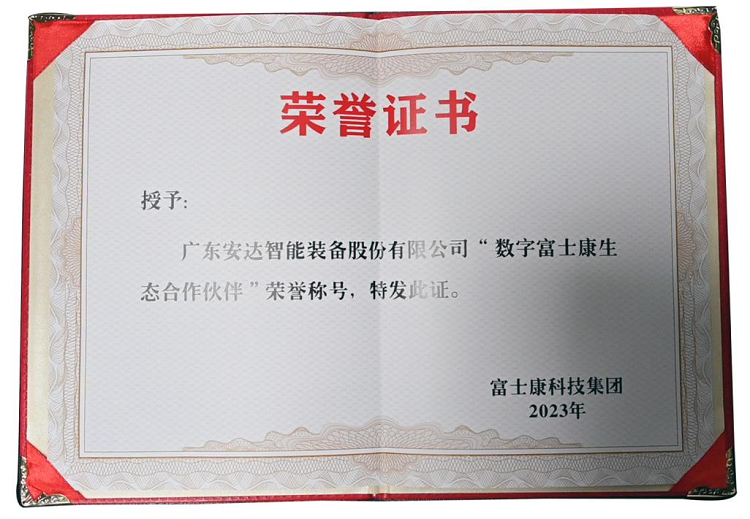 荣誉证书
授予:
广东安达智能装备股份有限公司“数字富士康生
态合作伙伴”荣誉称号，特发此证。
富士康科技集团
2023年